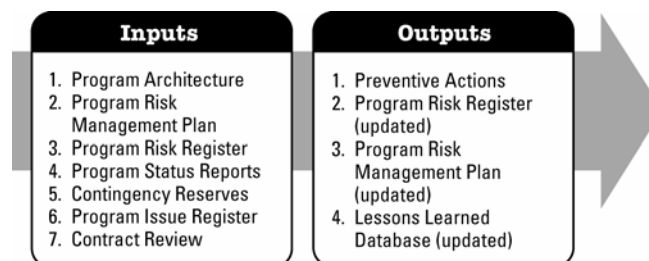 Inputs
1. Program Architecture
2. Program Risk
Management Plan
3. Program Risk Register
4. Program Status Reports
5. Contingency Reserves
6. Program Issue Register
7. Contract Review
Outputs
1. Preventive Actions
2. Program Risk Register
(updated)
3. Program Risk
Management Plan
(updated)
4. Lessons Learned
Database (updated)